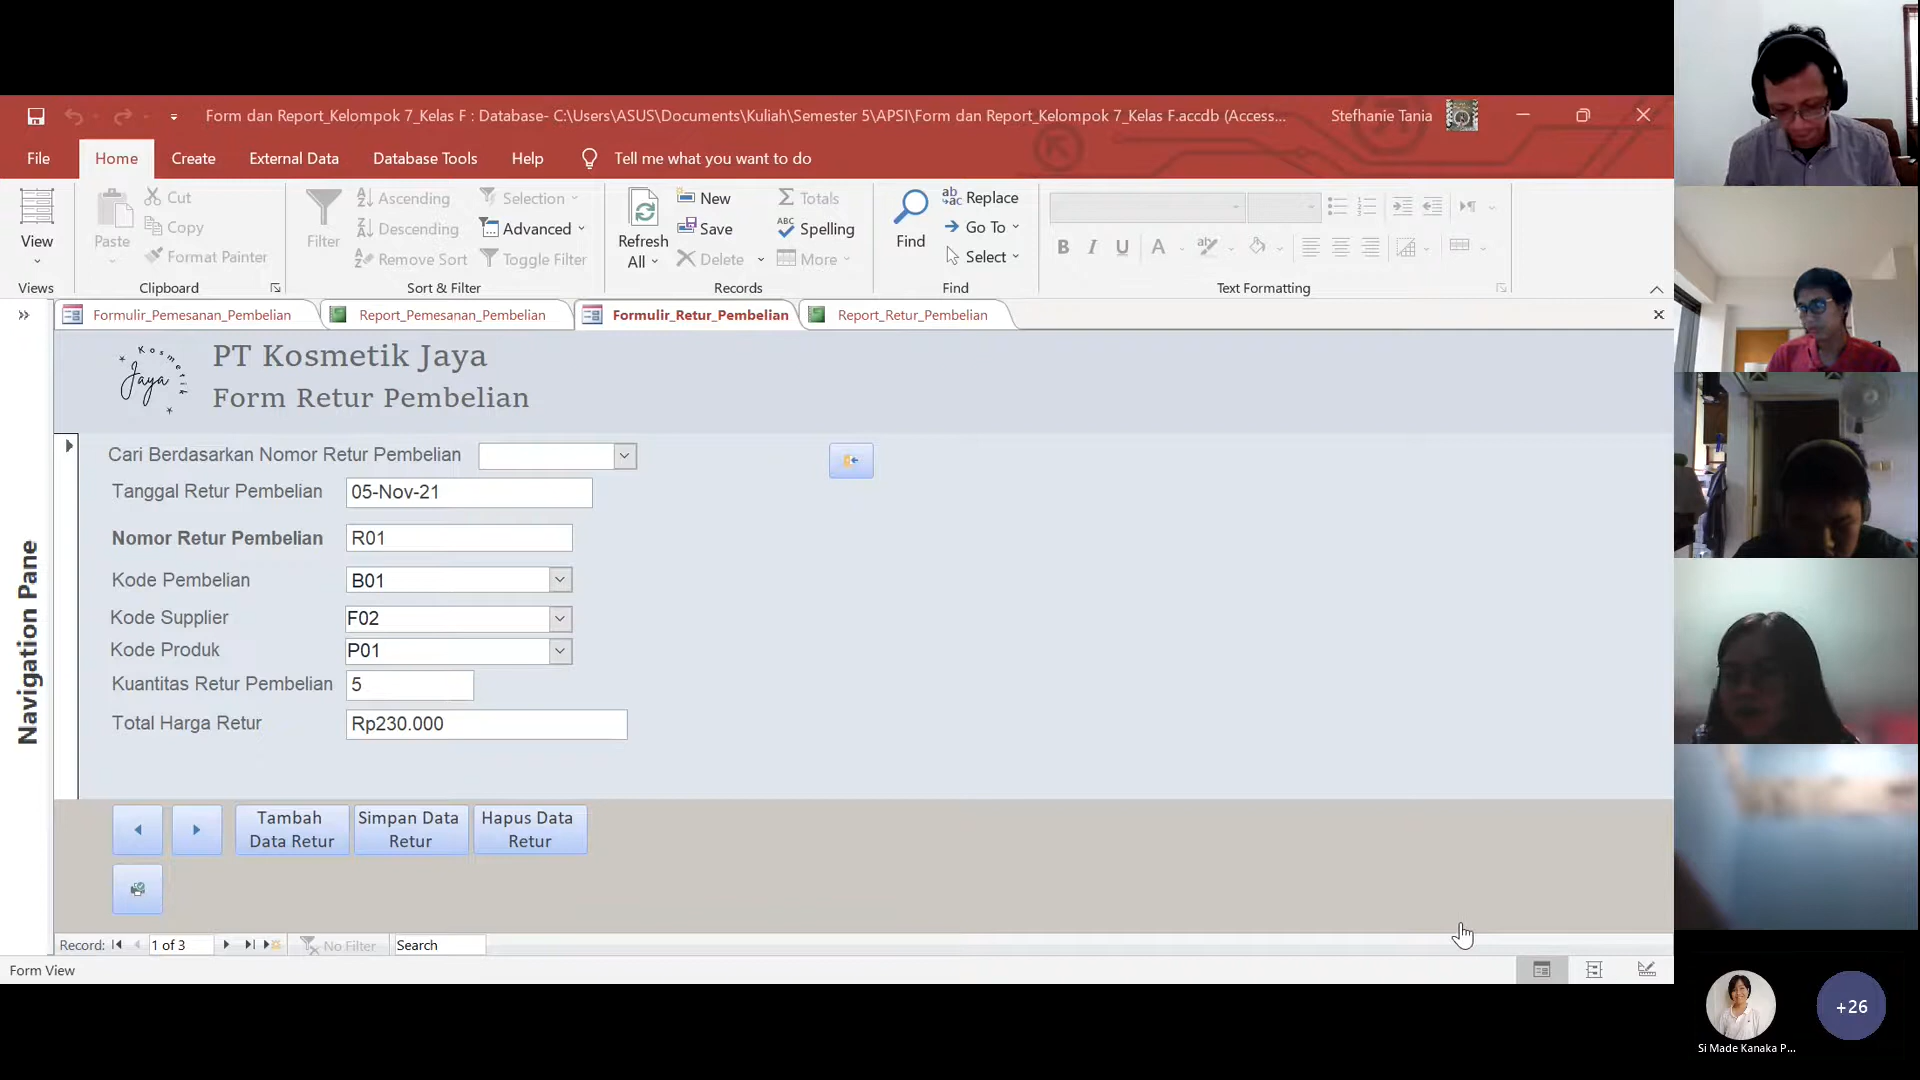 Form dan Report_Kelompok 7_Kelas F : Database- C:\Users\ASUS\Documents\Kuliah\Semester 5\APSI\Form dan Report_Kelompok 7_Kelas F.accdb (Access...
Stefhanie Tania
File Home Create External Data Database Tools Help Tell me what you want to do
View
Views
Paste
Cut
Copy
Format Painter
Clipboard
Filter
Ascending
Descending
Remove Sort
Selection
Advanced
Toggle Filter
Sort & Filter
Refresh
All
New
Save
Delete
Totals
Spelling
More
Records
Find
Replace
Go To
Select
Find
B I U A
Text Formatting
Formulir_Pemesanan_Pembelian
Report_Pemesanan_Pembelian
Formulir_Retur_Pembelian
Report_Retur_Pembelian
Navigation Pane
Kosmetik
Jaya
PT Kosmetik Jaya
Form Retur Pembelian
Cari Berdasarkan Nomor Retur Pembelian
Tanggal Retur Pembelian 05-Nov-21
Nomor Retur Pembelian R01
Kode Pembelian B01
Kode Supplier F02
Kode Produk P01
Kuantitas Retur Pembelian 5
Total Harga Retur Rp230.000
Tambah
Data Retur
Simpan Data
Retur
Hapus Data
Retur
Record: 1 of 3 No Filter Search
Form View
Si Made Kanaka P...
+26